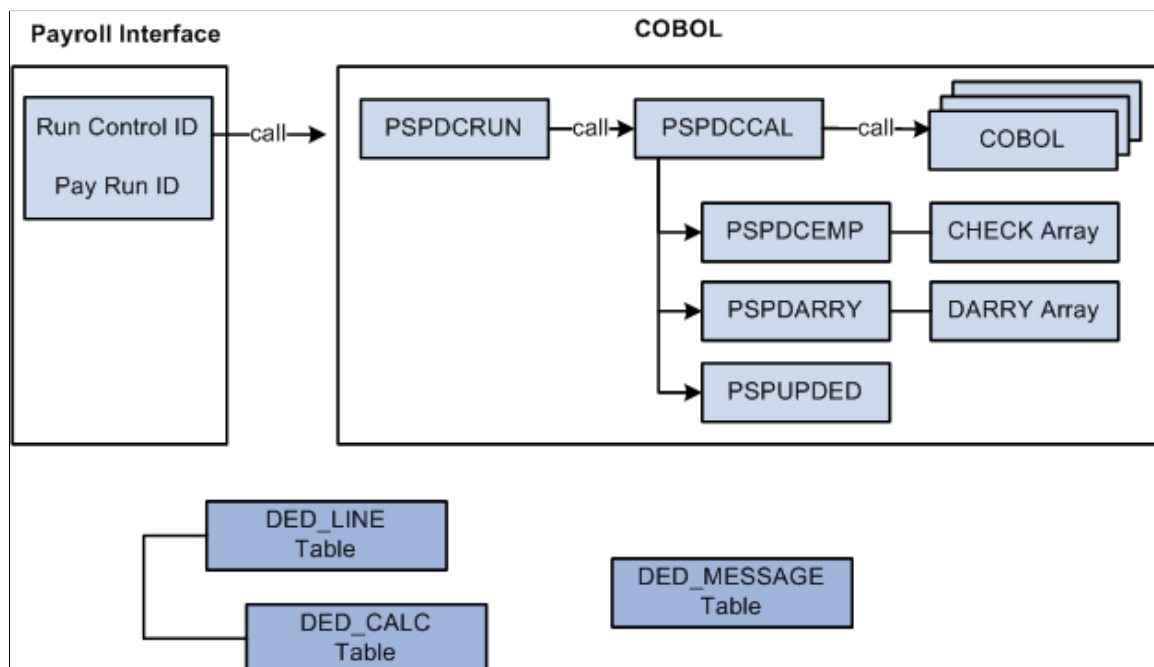 Payroll Interface
COBOL
Run Control ID
Pay Run ID
call
PSPDCRUN
call
PSPDCCAL
call
COBOL
PSPDCEMP
CHECK Array
PSPDARRY
DARRY Array
PSPUPDED
DED_LINE
Table
DED_CALC
Table
DED_MESSAGE
Table